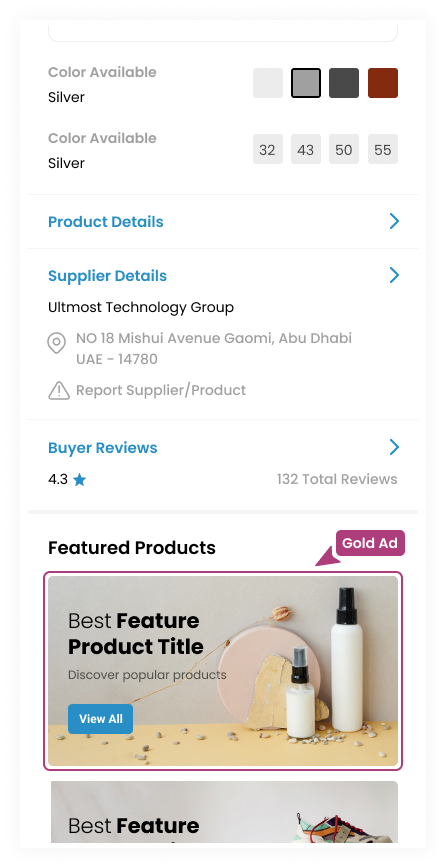 Color Available
Silver
Color Available
Silver
32 43 50 55
Product Details
Supplier Details
Ultmost Technology Group
NO 18 Mishui Avenue Gaomi, Abu Dhabi
UAE - 14780
Report Supplier/Product
Buyer Reviews
4.3
132 Total Reviews
Featured Products
Gold Ad
Best Feature
Product Title
Discover popular products
View All
Best Feature